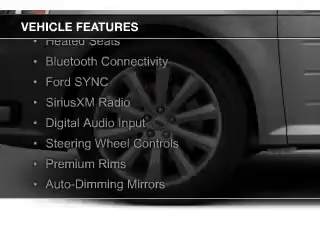 VEHICLE FEATURES
• Heated Seats
• Bluetooth Connectivity
• Ford SYNC
• SiriusXM Radio
• Digital Audio Input
• Steering Wheel Controls
• Premium Rims
• Auto-Dimming Mirrors